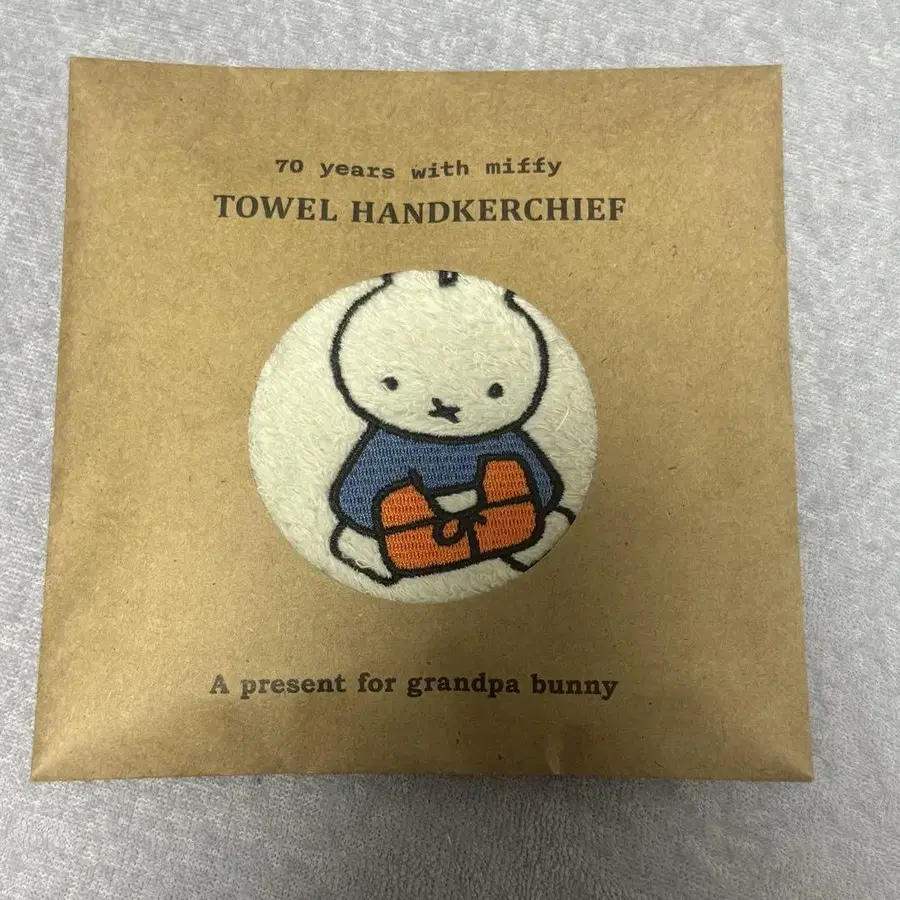 70 years with miffy
TOWEL HANDKERCHIEF
A present for grandpa bunny